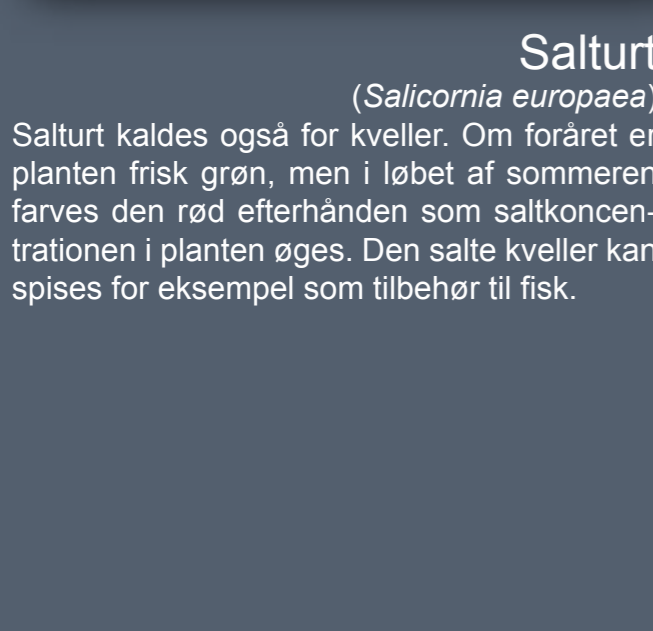 Salturt
(Salicornia europaea)
Salturt kaldes også for kveller. Om foråret er
planten frisk grøn, men i løbet af sommeren
farves den rød efterhånden som saltkoncen-
trationen i planten øges. Den salte kveller kan
spises for eksempel som tilbehør til fisk.